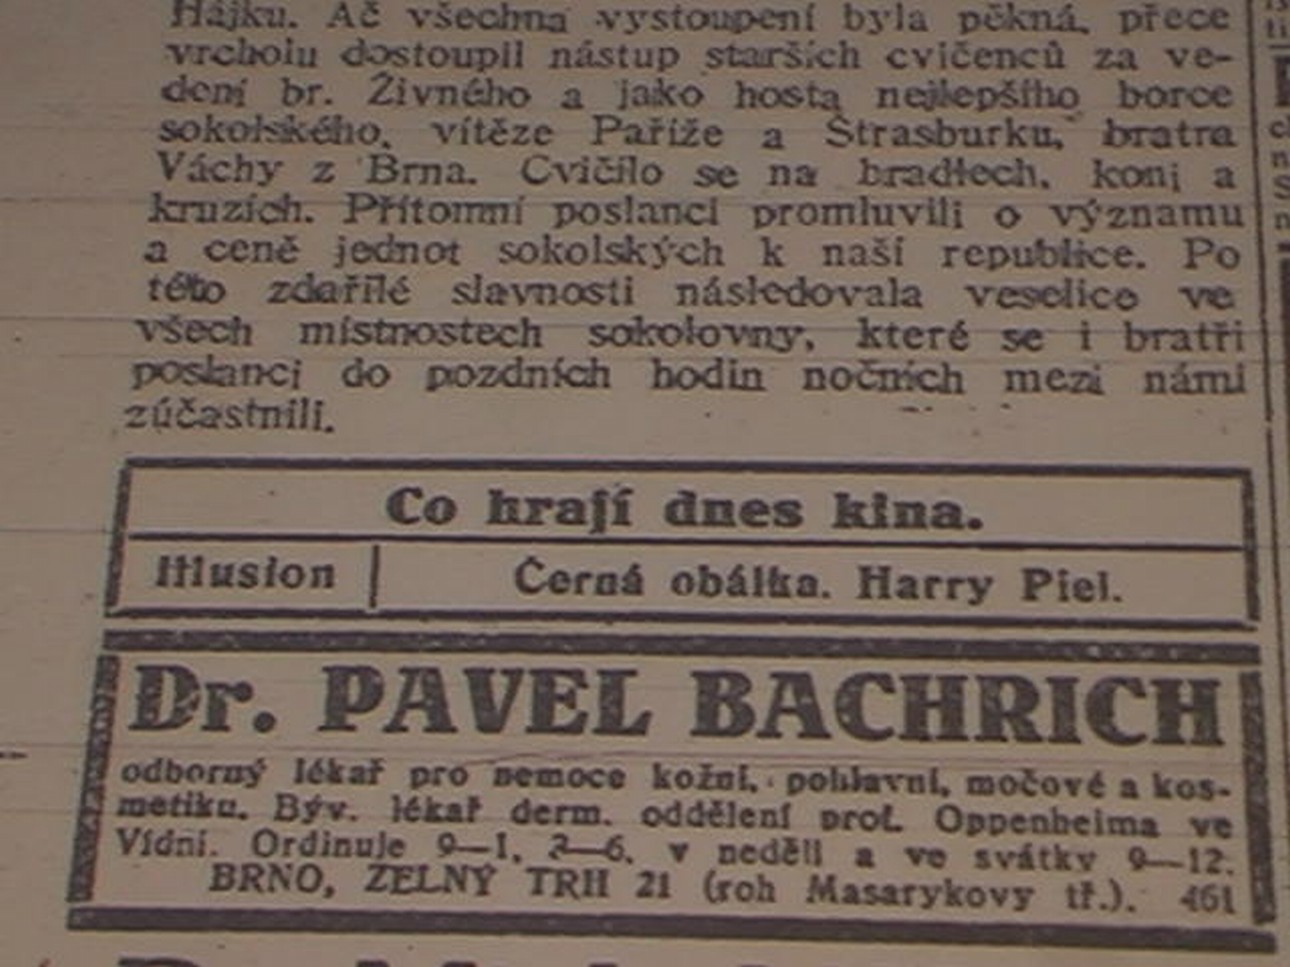 Hájku. Ač všechna vystoupení byla pěkná, přece
vrcholu dostoupil nástup starších cvičenců za ve-
dení br. Živného a jako hosta nejlepšího borce
sokolského, vítěze Paříže a Štrasburku, bratra
Váchy z Brna. Cvičilo se na bradlech, koni a
kruzích. Přítomní poslanci promluvili o významu
a ceně jednot sokolských k naší republice. Po
této zdařilé slavnosti následovala veselice ve
všech místnostech sokolovny, které se i bratři
poslanci do pozdních hodin nočních mezi námi
zúčastnili.
Co hrají dnes kina.
Illusion Černá obálka. Harry Piel.
Dr. PAVEL BACHRICH
odborný lékař pro nemoce kožní, pohlavní, močové a kos-
metiku. Býv. lékař derm. oddělení prof. Oppenheima ve
Vídni. Ordinuje 9—1, 2—6, v neděli a ve svátky 9—12.
BRNO, ZELNÝ TRH 21 (roh Masarykovy tř.). 461